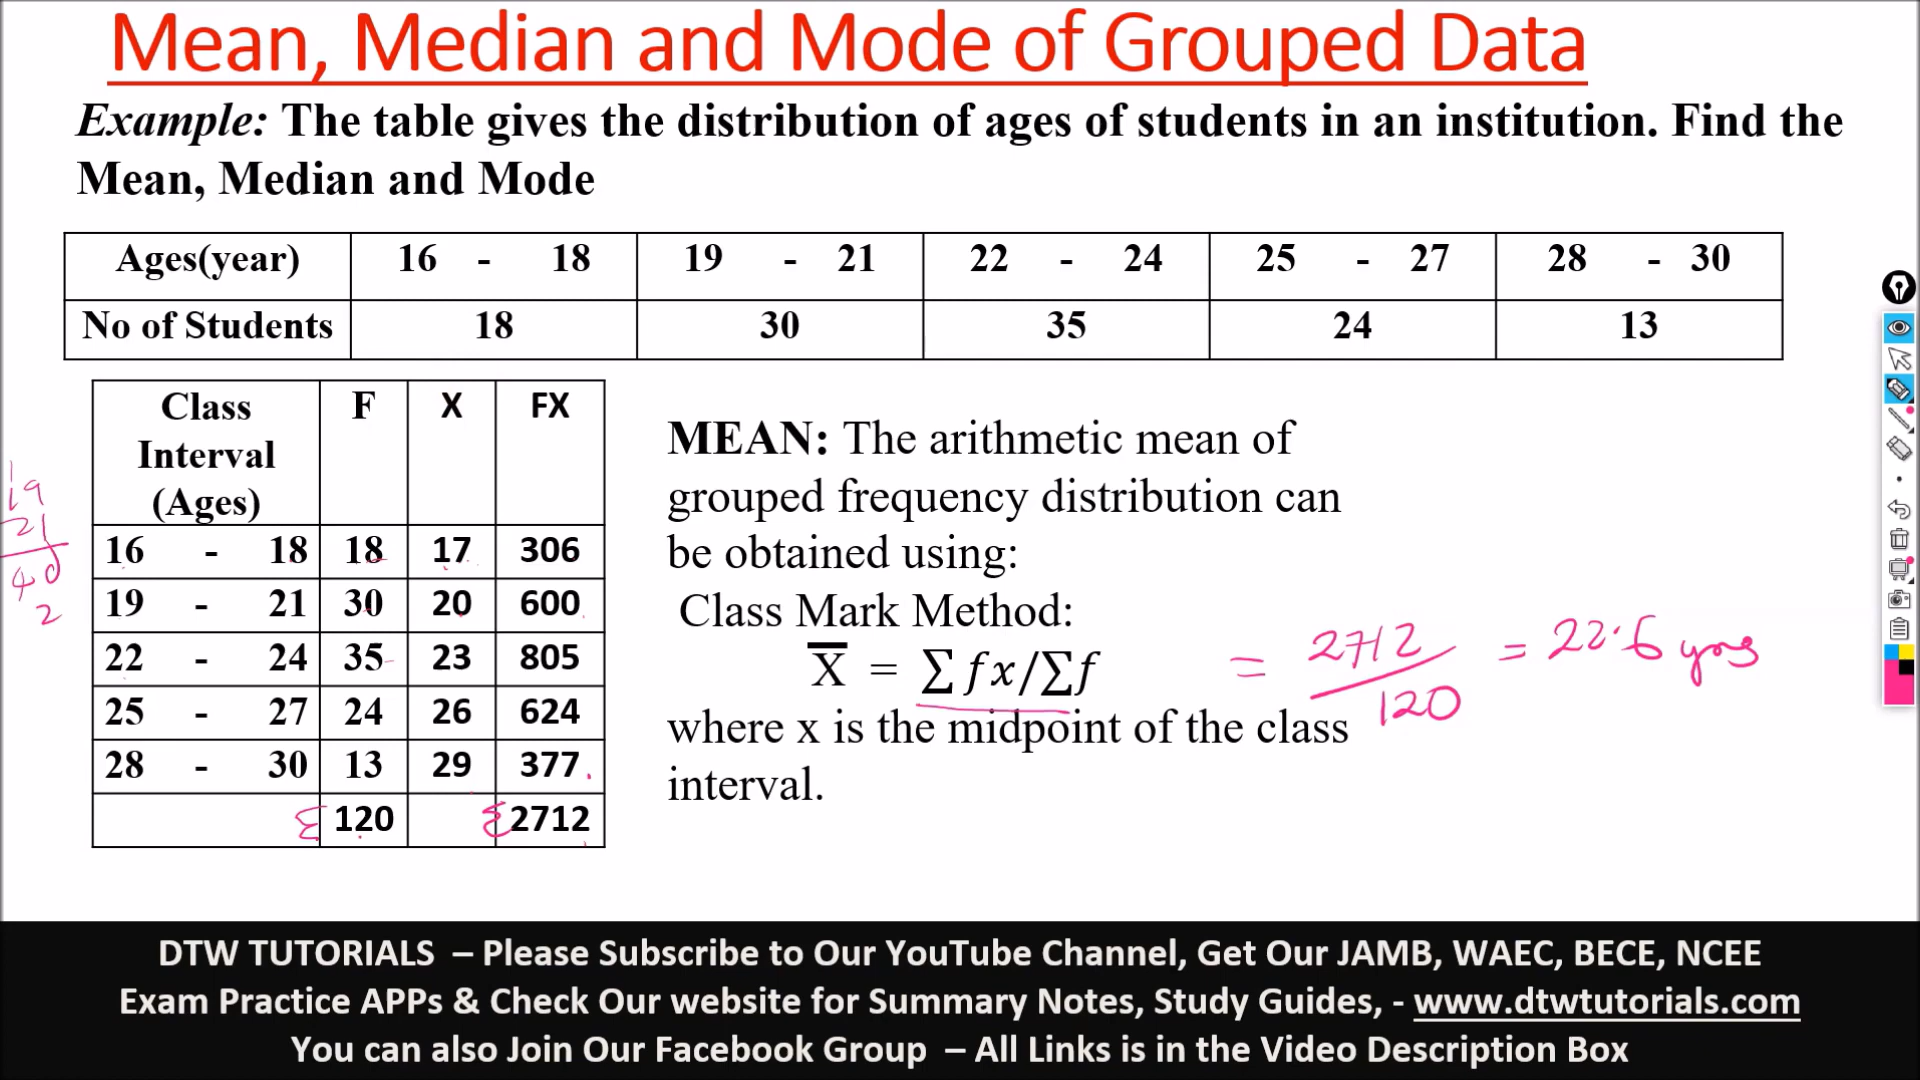 Mean, Median and Mode of Grouped Data
Example: The table gives the distribution of ages of students in an institution. Find the
Mean, Median and Mode
Ages(year) 16 - 18 19 - 21 22 - 24 25 - 27 28 - 30
No of Students 18 30 35 24 13
Class Interval (Ages) F X FX
16 - 18 18 17 306
19 - 21 30 20 600
22 - 24 35 23 805
25 - 27 24 26 624
28 - 30 13 29 377
Σ 120 Σ 2712
19
21
40
2
MEAN: The arithmetic mean of
grouped frequency distribution can
be obtained using:
Class Mark Method:
X̅ = ∑fx/∑f = 2712/120 = 22.6 yrs
where x is the midpoint of the class
interval.
DTW TUTORIALS – Please Subscribe to Our YouTube Channel, Get Our JAMB, WAEC, BECE, NCEE
Exam Practice APPs & Check Our website for Summary Notes, Study Guides, - www.dtwtutorials.com
You can also Join Our Facebook Group – All Links is in the Video Description Box